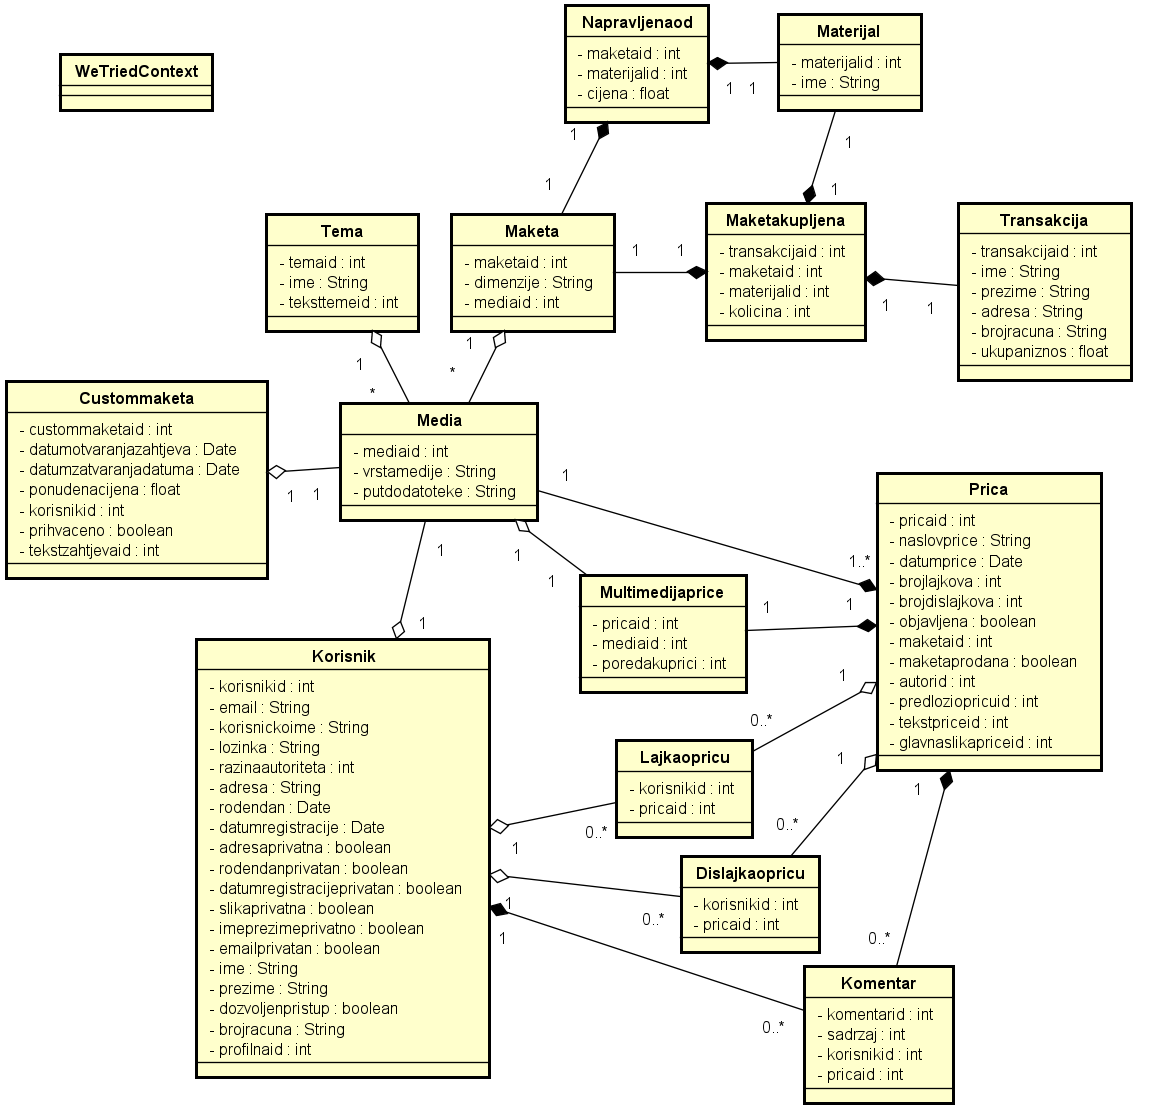 WeTriedContext
Napravljenaod
- maketaid : int
- materijalid : int
- cijena : float
1
1
Materijal
- materijalid : int
- ime : String
1
1
1
1
Tema
- temaid : int
- ime : String
- teksttemeid : int
1
*
Maketa
- maketaid : int
- dimenzije : String
- mediaid : int
1
*
1
1
Maketakupljena
- transakcijaid : int
- maketaid : int
- materijalid : int
- kolicina : int
1
1
Transakcija
- transakcijaid : int
- ime : String
- prezime : String
- adresa : String
- brojracuna : String
- ukupaniznos : float
Custommaketa
- custommaketaid : int
- datumotvaranjazahtjeva : Date
- datumzatvaranjadatuma : Date
- ponudenacijena : float
- korisnikid : int
- prihvaceno : boolean
- tekstzahtjevaid : int
1
1
Media
- mediaid : int
- vrstamedije : String
- putdodatoteke : String
1
1..*
1
1
1
1
Multimedijaprice
- pricaid : int
- mediaid : int
- poredakuprici : int
1
1
Prica
- pricaid : int
- naslovprice : String
- datumprice : Date
- brojlajkova : int
- brojdislajkova : int
- objavljena : boolean
- maketaid : int
- maketaprodana : boolean
- autorid : int
- predloziopricuid : int
- tekstpriceid : int
- glavnaslikapriceid : int
1
0..*
1
0..*
1
0..*
Korisnik
- korisnikid : int
- email : String
- korisnickoime : String
- lozinka : String
- razinaautoriteta : int
- adresa : String
- rodendan : Date
- datumregistracije : Date
- adresaprivatna : boolean
- rodendanprivatan : boolean
- datumregistracijeprivatan : boolean
- slikaprivatna : boolean
- imeprezimeprivatno : boolean
- emailprivatan : boolean
- ime : String
- prezime : String
- dozvoljenpristup : boolean
- brojracuna : String
- profilnaid : int
1
0..*
1
0..*
1
0..*
Lajkaopricu
- korisnikid : int
- pricaid : int
Dislajkaopricu
- korisnikid : int
- pricaid : int
Komentar
- komentarid : int
- sadrzaj : int
- korisnikid : int
- pricaid : int